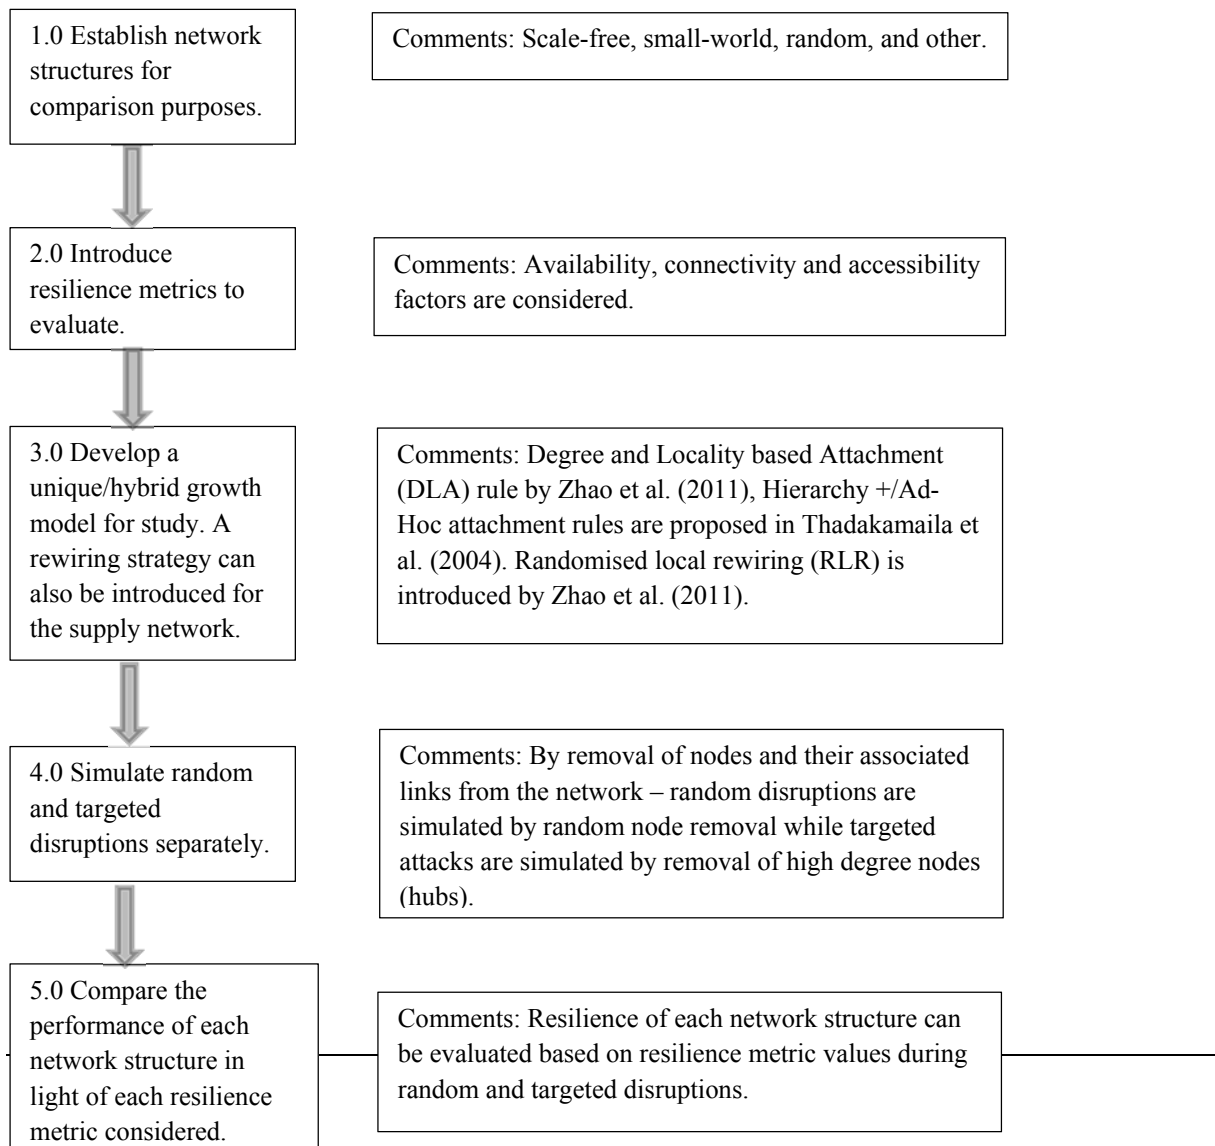 1.0 Establish network
structures for
comparison purposes.
Comments: Scale-free, small-world, random, and other.
2.0 Introduce
resilience metrics to
evaluate.
Comments: Availability, connectivity and accessibility
factors are considered.
3.0 Develop a
unique/hybrid growth
model for study. A
rewiring strategy can
also be introduced for
the supply network.
Comments: Degree and Locality based Attachment
(DLA) rule by Zhao et al. (2011), Hierarchy +/Ad-
Hoc attachment rules are proposed in Thadakamaila et
al. (2004). Randomised local rewiring (RLR) is
introduced by Zhao et al. (2011).
4.0 Simulate random
and targeted
disruptions separately.
Comments: By removal of nodes and their associated
links from the network – random disruptions are
simulated by random node removal while targeted
attacks are simulated by removal of high degree nodes
(hubs).
5.0 Compare the
performance of each
network structure in
light of each resilience
metric considered.
Comments: Resilience of each network structure can
be evaluated based on resilience metric values during
random and targeted disruptions.